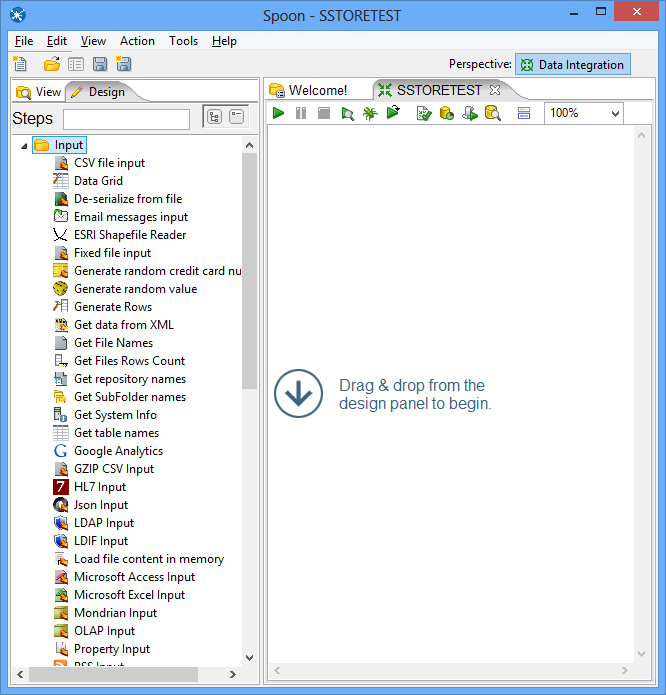 Spoon - SSTORETEST
File Edit View Action Tools Help
Perspective: Data Integration
View Design
Steps
Input
CSV file input
Data Grid
De-serialize from file
Email messages input
ESRI Shapefile Reader
Fixed file input
Generate random credit card nu
Generate random value
Generate Rows
Get data from XML
Get File Names
Get Files Rows Count
Get repository names
Get SubFolder names
Get System Info
Get table names
Google Analytics
GZIP CSV Input
HL7 Input
Json Input
LDAP Input
LDIF Input
Load file content in memory
Microsoft Access Input
Microsoft Excel Input
Mondrian Input
OLAP Input
Property Input
RSS Input
Welcome! SSTORETEST
100%
Drag & drop from the
design panel to begin.